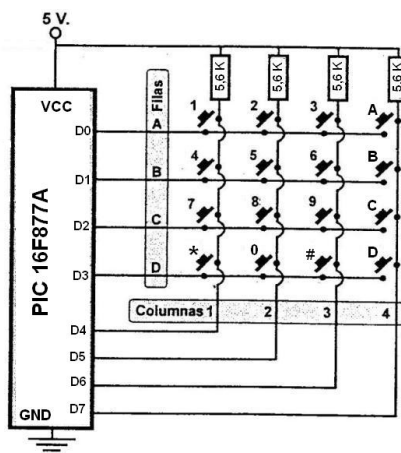 5 V.
5,6 K 5,6 K 5,6 K 5,6 K
VCC
PIC 16F877A
GND
Filas
1 2 3 A
D0 A
4 5 6 B
D1 B
7 8 9 C
D2 C
* 0 # D
D3 D
Columnas 1 2 3 4
D4
D5
D6
D7